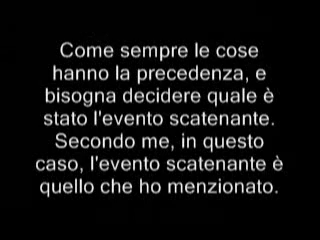 Come sempre le cose
hanno la precedenza, e
bisogna decidere quale è
stato l'evento scatenante.
Secondo me, in questo
caso, l'evento scatenante è
quello che ho menzionato.